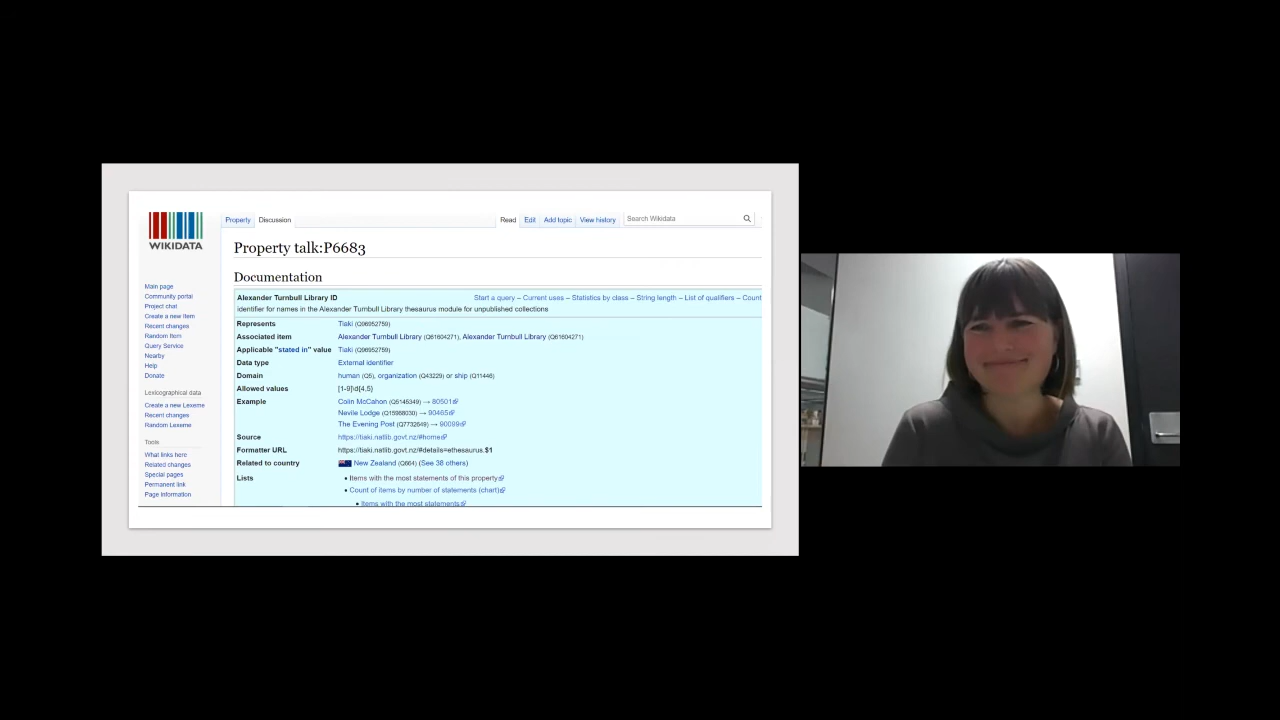 WIKIDATA
Main page
Community portal
Project chat
Create a new Item
Recent changes
Random Item
Query Service
Nearby
Help
Donate
Lexicographical data
Create a new Lexeme
Recent changes
Random Lexeme
Tools
What links here
Related changes
Special pages
Permanent link
Page information
Property Discussion Read Edit Add topic View history Search Wikidata
Property talk:P6683
Documentation
Alexander Turnbull Library ID Start a query – Current uses – Statistics by class – String length – List of qualifiers – Count
identifier for names in the Alexander Turnbull Library thesaurus module for unpublished collections
Represents Tiaki (Q96952759)
Associated item Alexander Turnbull Library (Q61604271), Alexander Turnbull Library (Q61604271)
Applicable "stated in" value Tiaki (Q96952759)
Data type External identifier
Domain human (Q5), organization (Q43229) or ship (Q11446)
Allowed values [1-9]\d{4,5}
Example Colin McCahon (Q5145349) → 80501
Nevile Lodge (Q15988030) → 90465
The Evening Post (Q7732649) → 90099
Source https://tiaki.natlib.govt.nz/#home
Formatter URL https://tiaki.natlib.govt.nz/#details=ethesaurus.$1
Related to country New Zealand (Q664) (See 38 others)
Lists • Items with the most statements of this property
• Count of items by number of statements (chart)
• Items with the most statements